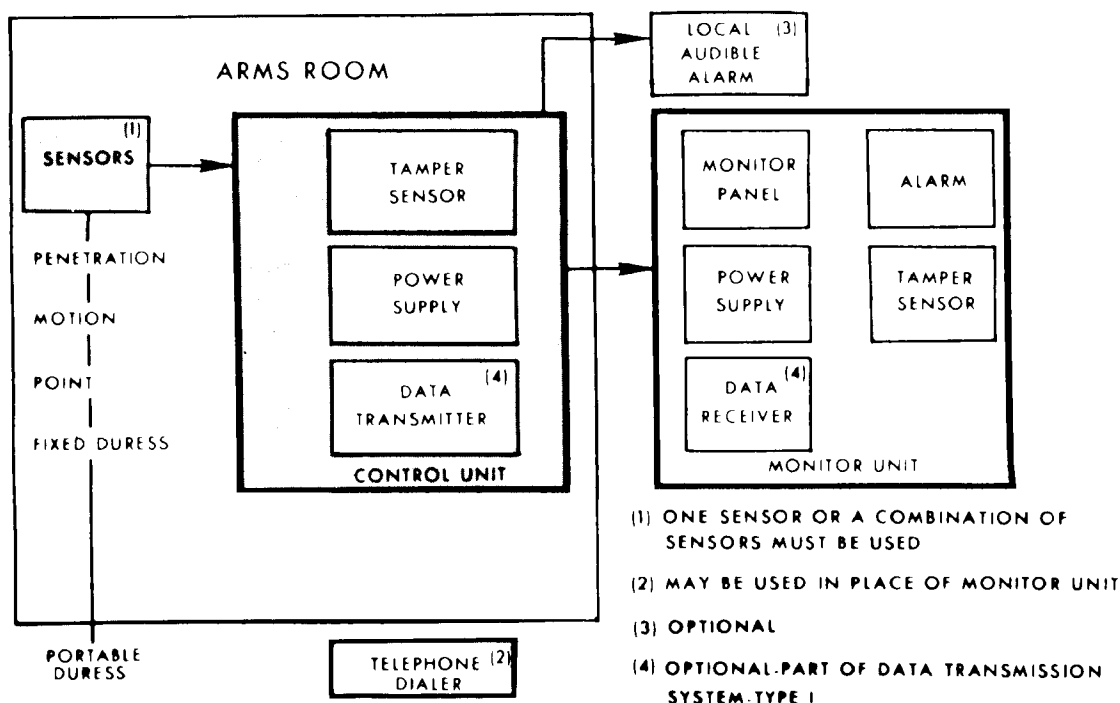 ARMS ROOM
(1)
SENSORS
PENETRATION
MOTION
POINT
FIXED DURESS
PORTABLE
DURESS
TAMPER
SENSOR
POWER
SUPPLY
(4)
DATA
TRANSMITTER
CONTROL UNIT
LOCAL (3)
AUDIBLE
ALARM
MONITOR
PANEL
ALARM
POWER
SUPPLY
TAMPER
SENSOR
DATA (4)
RECEIVER
MONITOR UNIT
TELEPHONE (2)
DIALER
(1) ONE SENSOR OR A COMBINATION OF
SENSORS MUST BE USED
(2) MAY BE USED IN PLACE OF MONITOR UNIT
(3) OPTIONAL
(4) OPTIONAL-PART OF DATA TRANSMISSION
SYSTEM-TYPE I